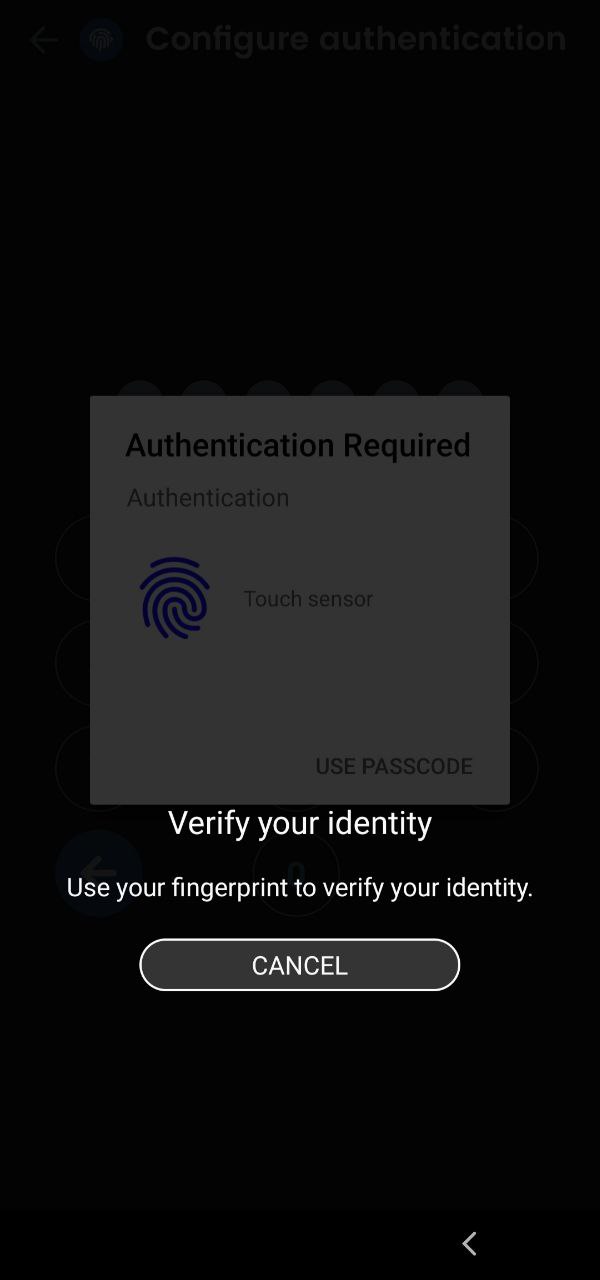 Configure authentication
Authentication Required
Authentication
Touch sensor
USE PASSCODE
Verify your identity
0
Use your fingerprint to verify your identity.
CANCEL